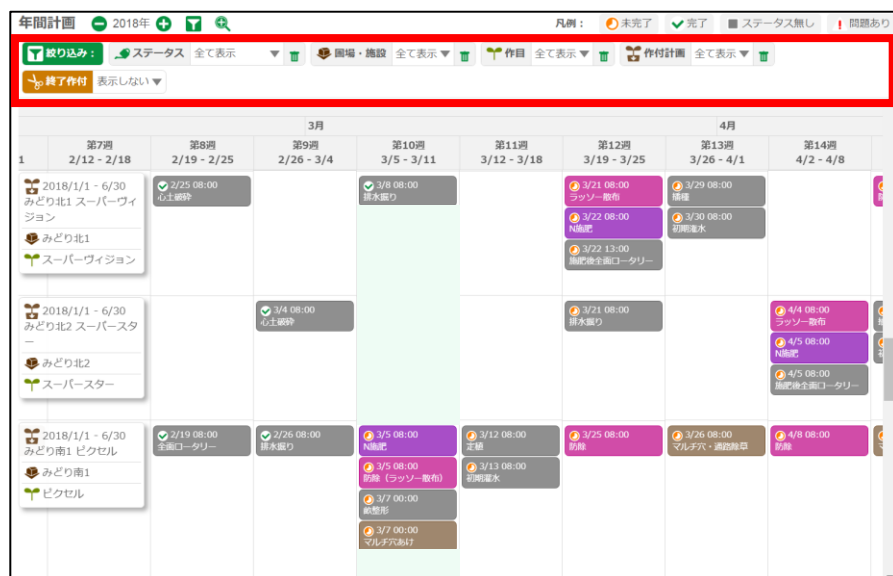 年間計画 2018年
凡例： 未完了 完了 ステータス無し 問題あり
絞り込み： ステータス 全て表示 圃場・施設 全て表示 作目 全て表示 作付計画 全て表示
終了作付 表示しない
3月 4月
第7週 第8週 第9週 第10週 第11週 第12週 第13週 第14週
1 2/12 - 2/18 2/19 - 2/25 2/26 - 3/4 3/5 - 3/11 3/12 - 3/18 3/19 - 3/25 3/26 - 4/1 4/2 - 4/8
2018/1/1 - 6/30
みどり北1 スーパーヴィ
ジョン
みどり北1
スーパーヴィジョン
2/25 08:00
心土破砕
3/8 08:00
排水掘り
3/21 08:00
ラッソー散布
3/22 08:00
N施肥
3/22 13:00
施肥後全面ロータリー
3/29 08:00
播種
3/30 08:00
初期灌水
2018/1/1 - 6/30
みどり北2 スーパースタ
ー
みどり北2
スーパースター
3/4 08:00
心土破砕
3/21 08:00
排水掘り
4/4 08:00
ラッソー散布
4/5 08:00
N施肥
4/5 08:00
施肥後全面ロータリー
2018/1/1 - 6/30
みどり南1 ピクセル
みどり南1
ピクセル
2/19 08:00
全面ロータリー
2/26 08:00
排水掘り
3/5 08:00
N施肥
3/5 08:00
防除（ラッソー散布）
3/7 00:00
畝整形
3/7 00:00
マルチ穴あけ
3/12 08:00
定植
3/13 08:00
初期灌水
3/25 08:00
防除
3/26 08:00
マルチ穴・通路除草
4/8 08:00
防除